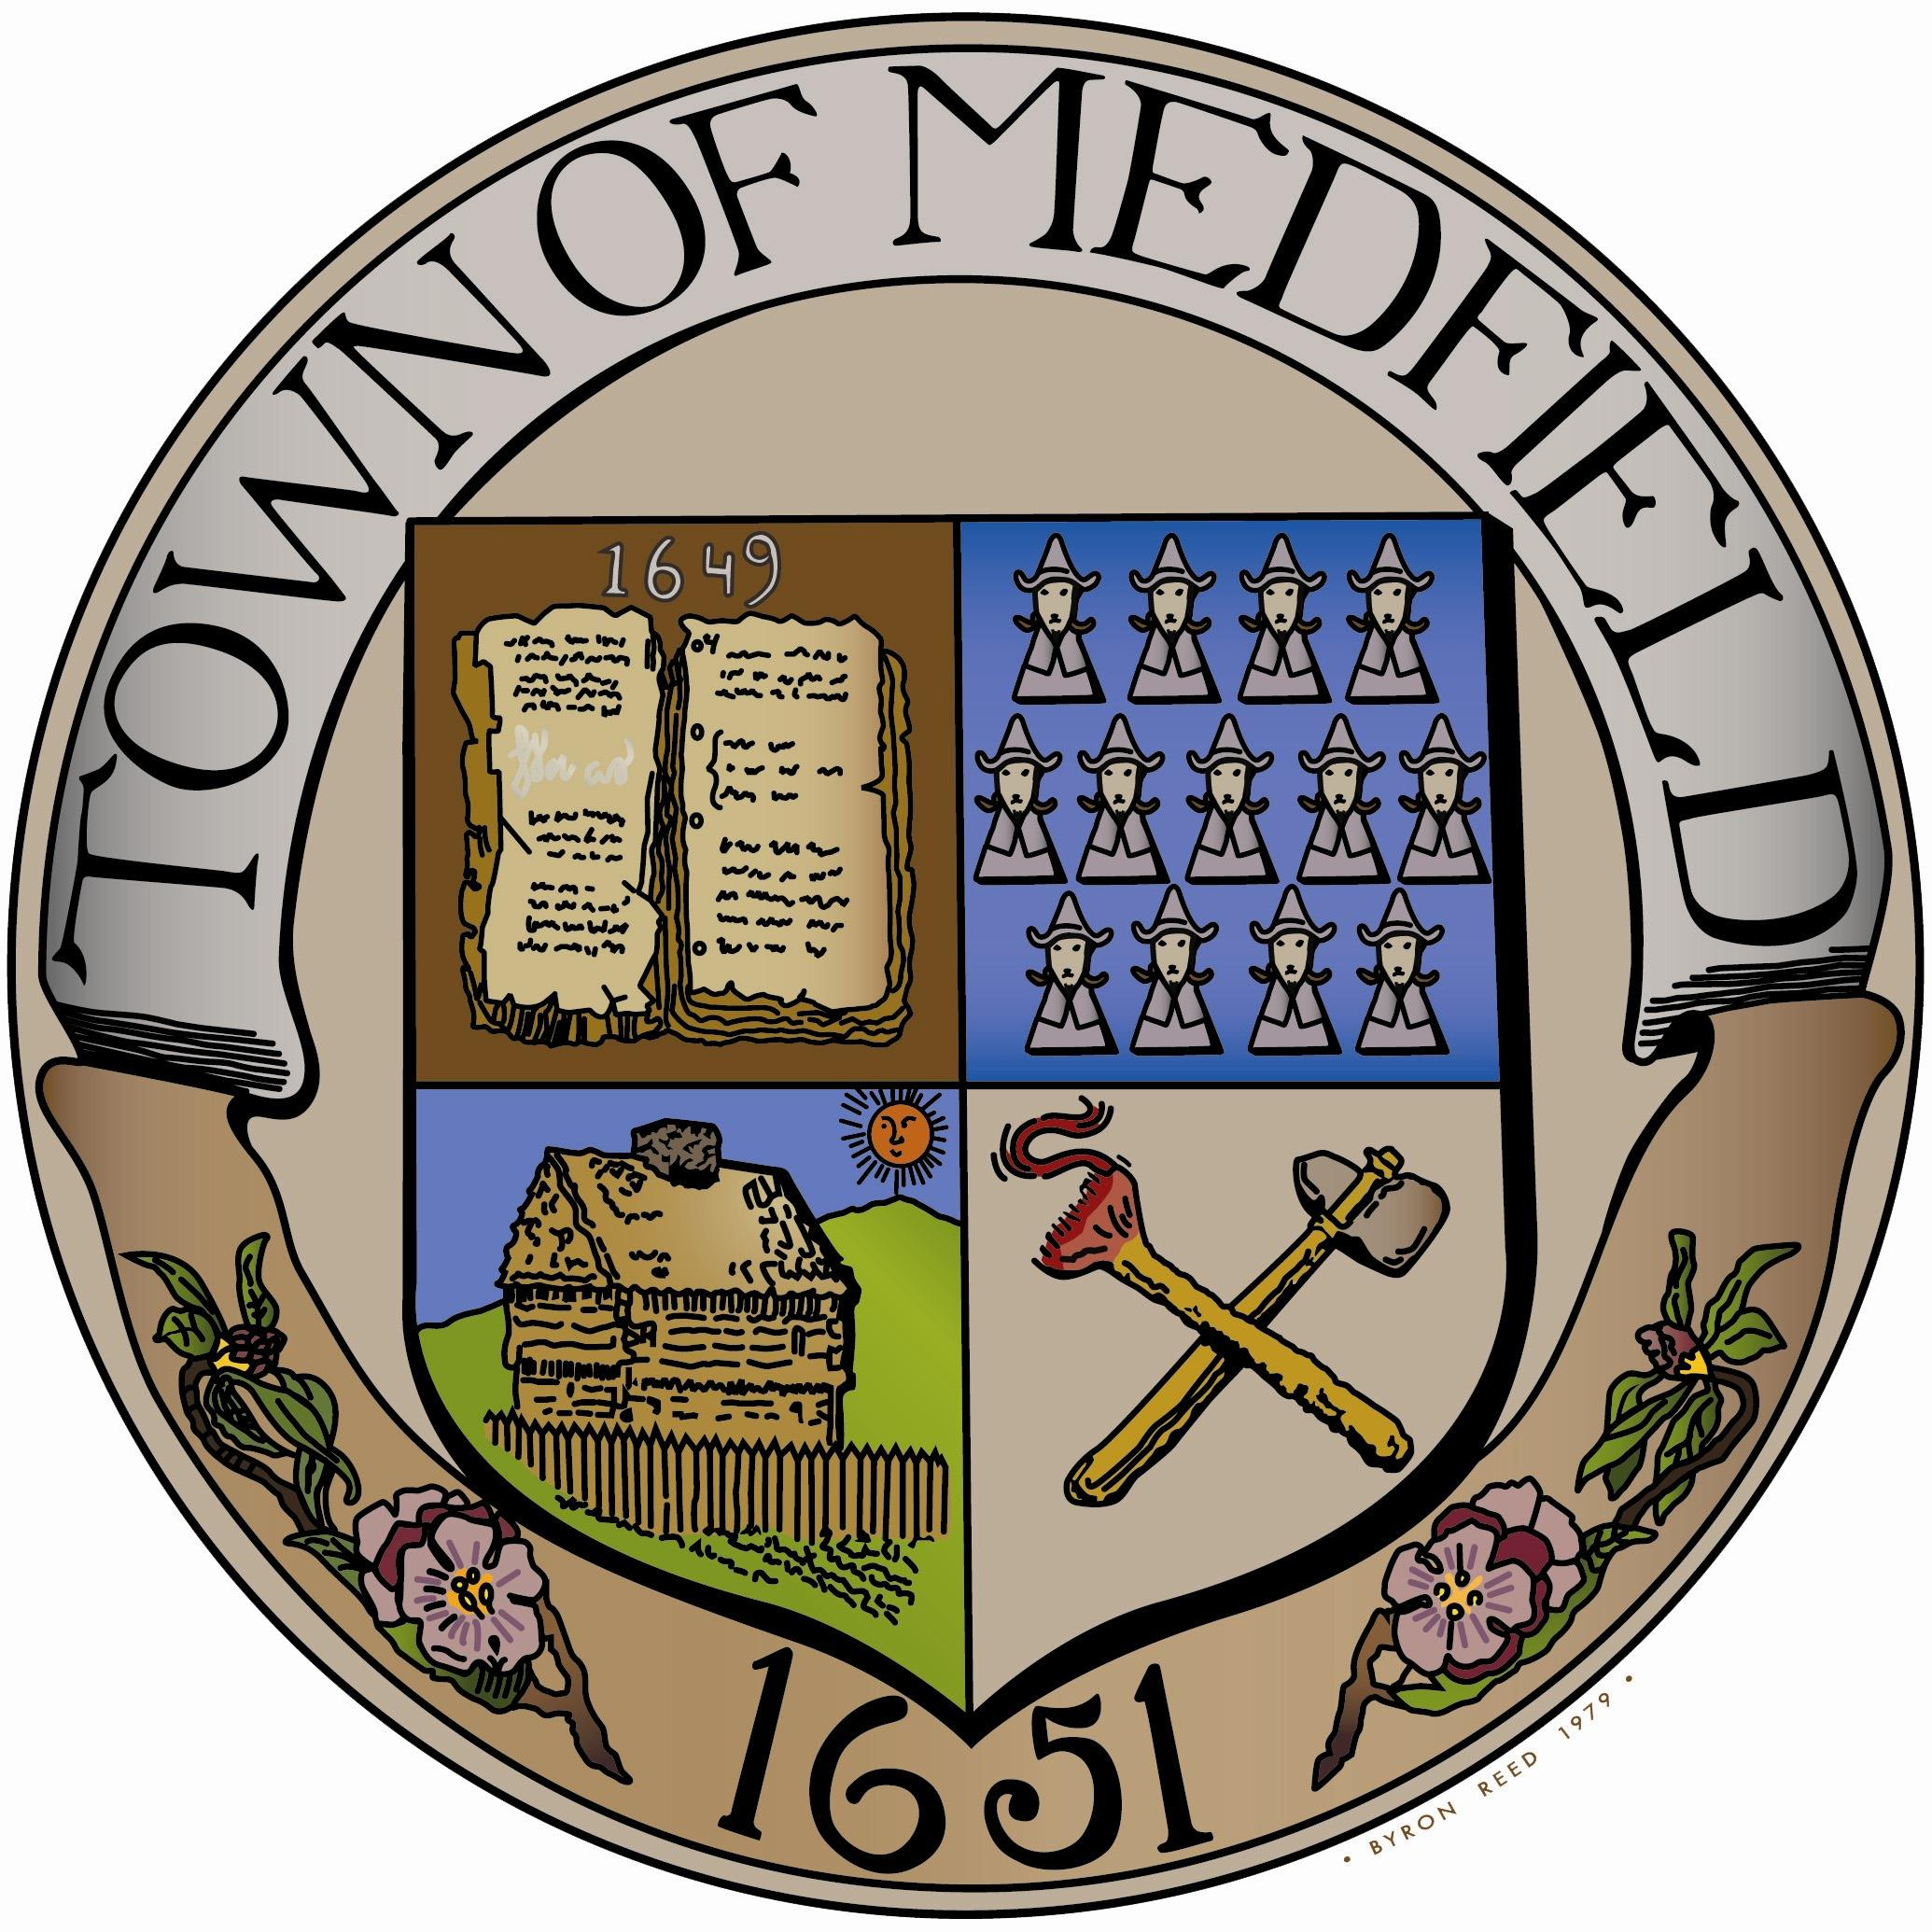 TOWN OF MEDFIELD
1649
1651
• BYRON REED 1979 •